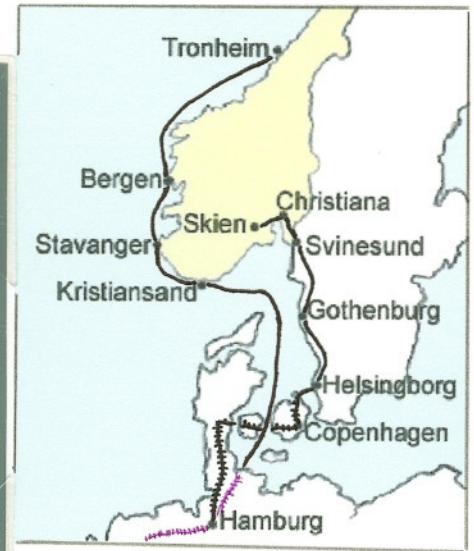 Tronheim
Bergen
Christiana
Skien
Stavanger
Svinesund
Kristiansand
Gothenburg
Helsingborg
Copenhagen
Hamburg